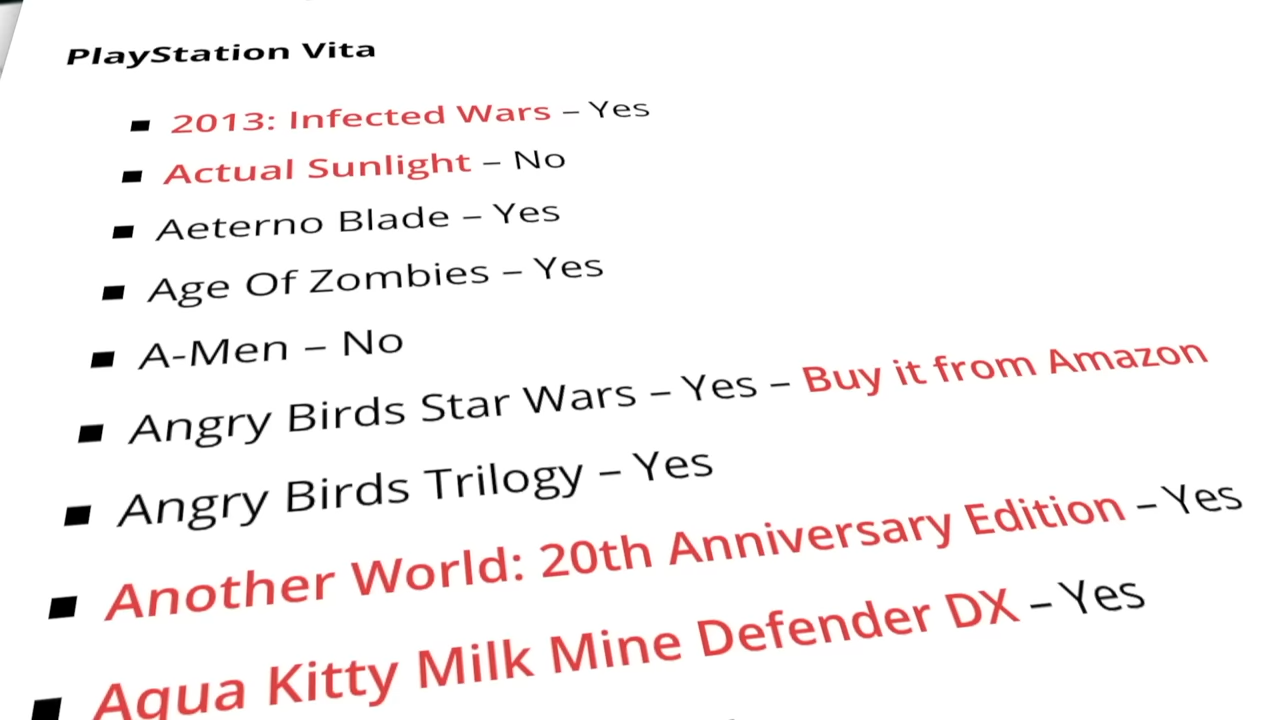 PlayStation Vita
2013: Infected Wars – Yes
Actual Sunlight – No
Aeterno Blade – Yes
Age Of Zombies – Yes
A-Men – No
Angry Birds Star Wars – Yes – Buy it from Amazon
Angry Birds Trilogy – Yes
Another World: 20th Anniversary Edition – Yes
Aqua Kitty Milk Mine Defender DX – Yes